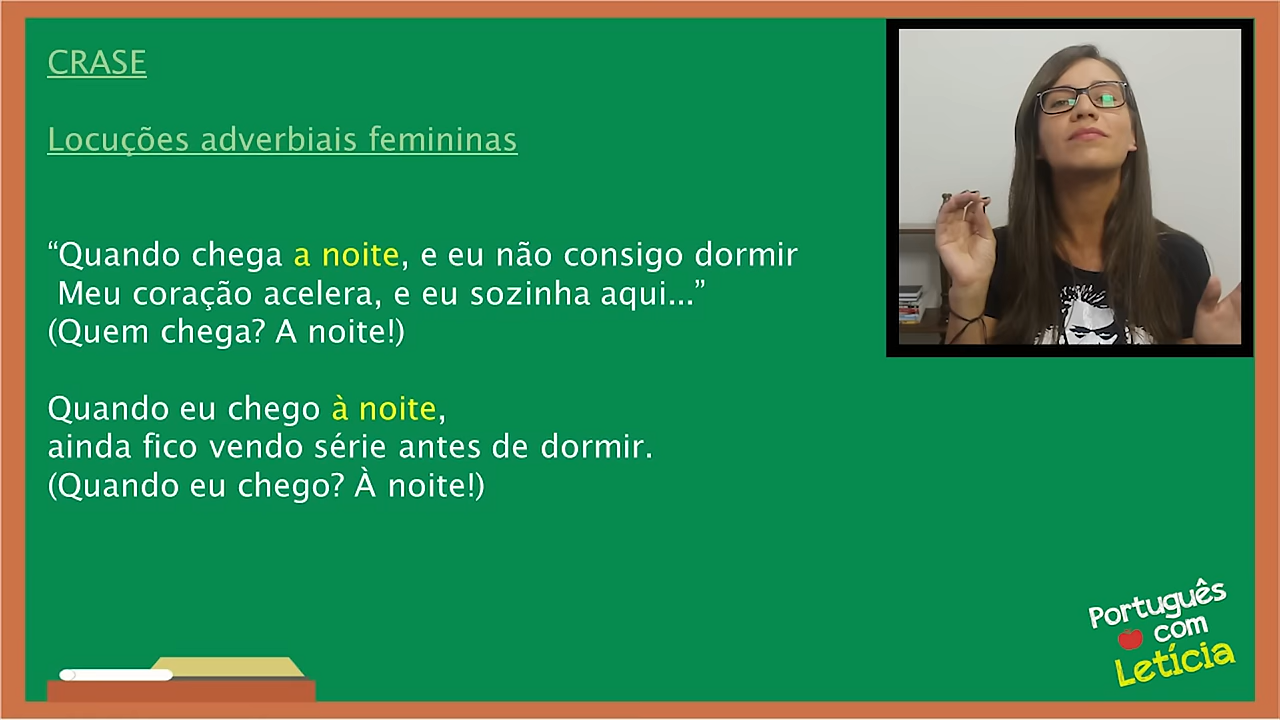 CRASE
Locuções adverbiais femininas
“Quando chega a noite, e eu não consigo dormir
Meu coração acelera, e eu sozinha aqui...”
(Quem chega? A noite!)
Quando eu chego à noite,
ainda fico vendo série antes de dormir.
(Quando eu chego? À noite!)
Português
com
Letícia